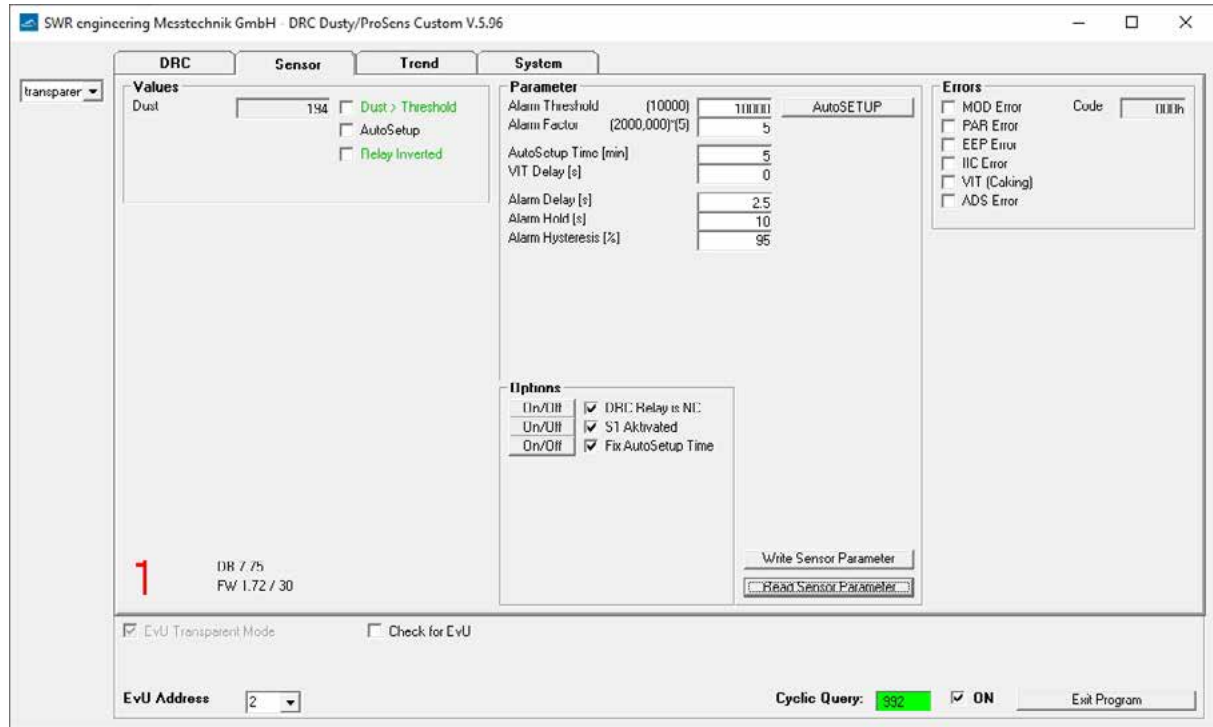 SWR engineering Messtechnik GmbH - DRC Dusty/ProSens Custom V.5.96
DRC Sensor Trend System
transparer
Values
Dust 194
Dust > Threshold
AutoSetup
Relay Inverted
Parameter
Alarm Threshold (10000) 10000 AutoSETUP
Alarm Factor (2000,000)*(5) 5
AutoSetup Time [min] 5
VIT Delay [s] 0
Alarm Delay [s] 2.5
Alarm Hold [s] 10
Alarm Hysteresis [%] 95
Errors
MOD Error Code 000h
PAR Error
EEP Error
IIC Error
VIT (Caking)
ADS Error
Options
On/Off DRC Relay is NC
On/Off S1 Aktivated
On/Off Fix AutoSetup Time
1
DB 7.75
FW 1.72 / 30
Write Sensor Parameter
Read Sensor Parameter
EvU Transparent Mode Check for EvU
EvU Address 2 Cyclic Query: 992 ON Exit Program